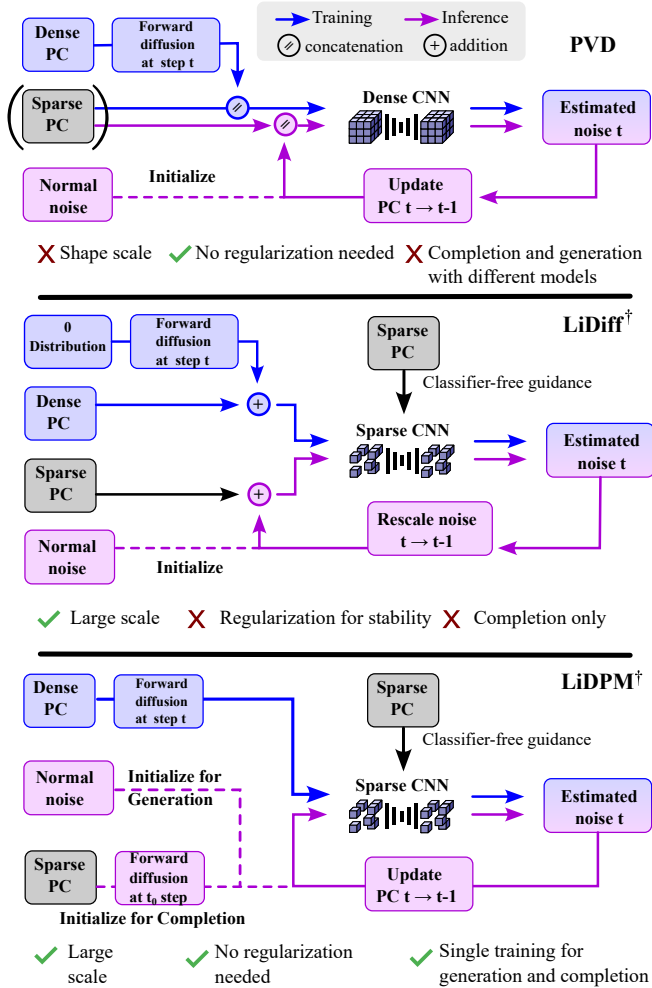 Training
Inference
concatenation
addition
PVD
Dense
PC
Forward
diffusion
at step t
Sparse
PC
Dense CNN
Estimated
noise t
Normal
noise
Initialize
Update
PC t → t-1
Shape scale
No regularization needed
Completion and generation
with different models
LiDiff†
0
Distribution
Forward
diffusion
at step t
Sparse
PC
Classifier-free guidance
Dense
PC
Sparse CNN
Estimated
noise t
Sparse
PC
Rescale noise
t → t-1
Normal
noise
Initialize
Large scale
Regularization for stability
Completion only
LiDPM†
Dense
PC
Forward
diffusion
at step t
Sparse
PC
Classifier-free guidance
Normal
noise
Initialize for
Generation
Sparse CNN
Estimated
noise t
Sparse
PC
Forward
diffusion
at t₀ step
Update
PC t → t-1
Initialize for Completion
Large
scale
No regularization
needed
Single training for
generation and completion